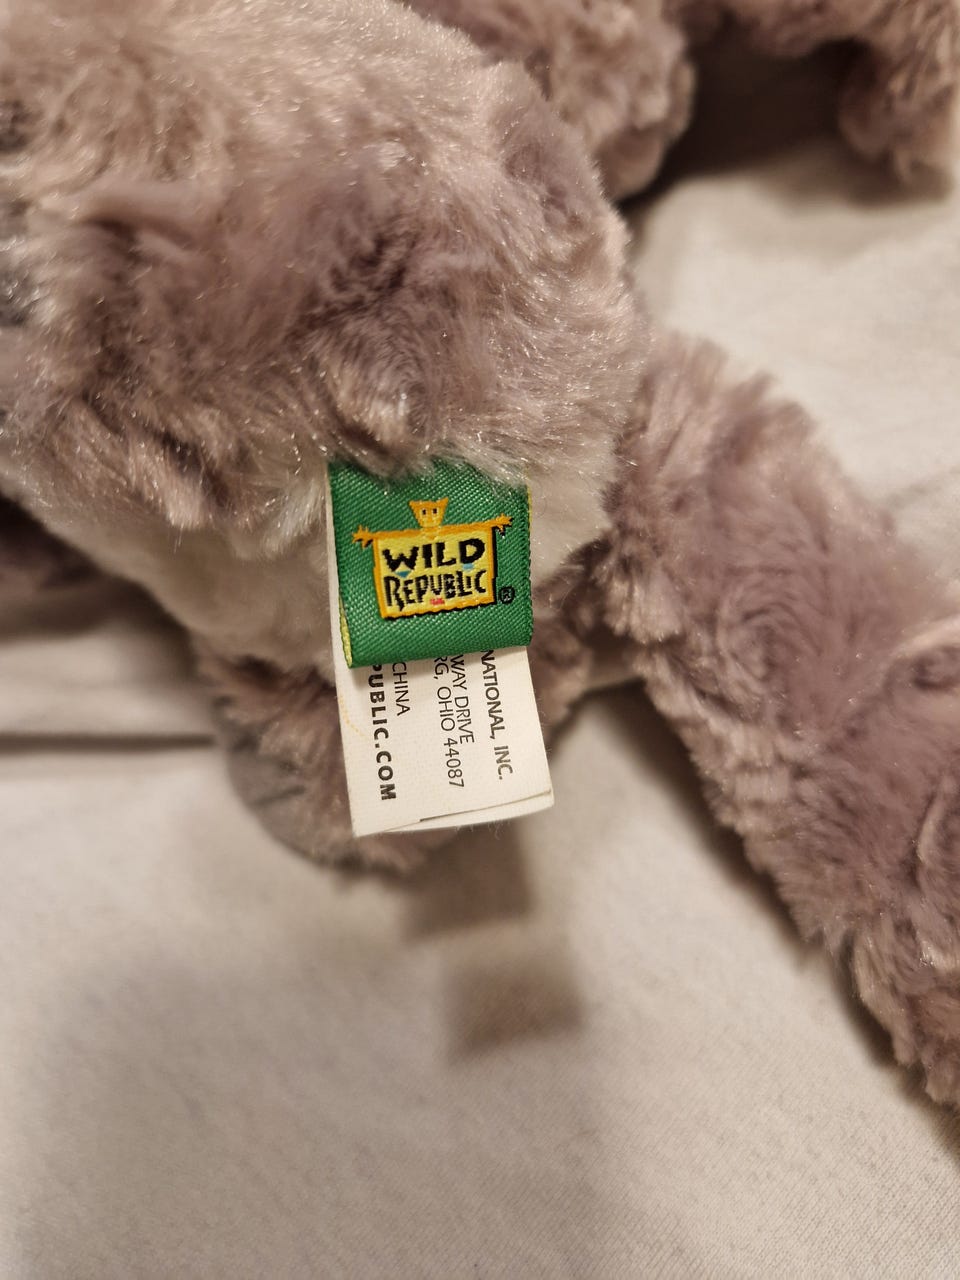 WILD
REPUBLIC®
NATIONAL, INC.
WAY DRIVE
RG, OHIO 44087
CHINA
PUBLIC.COM